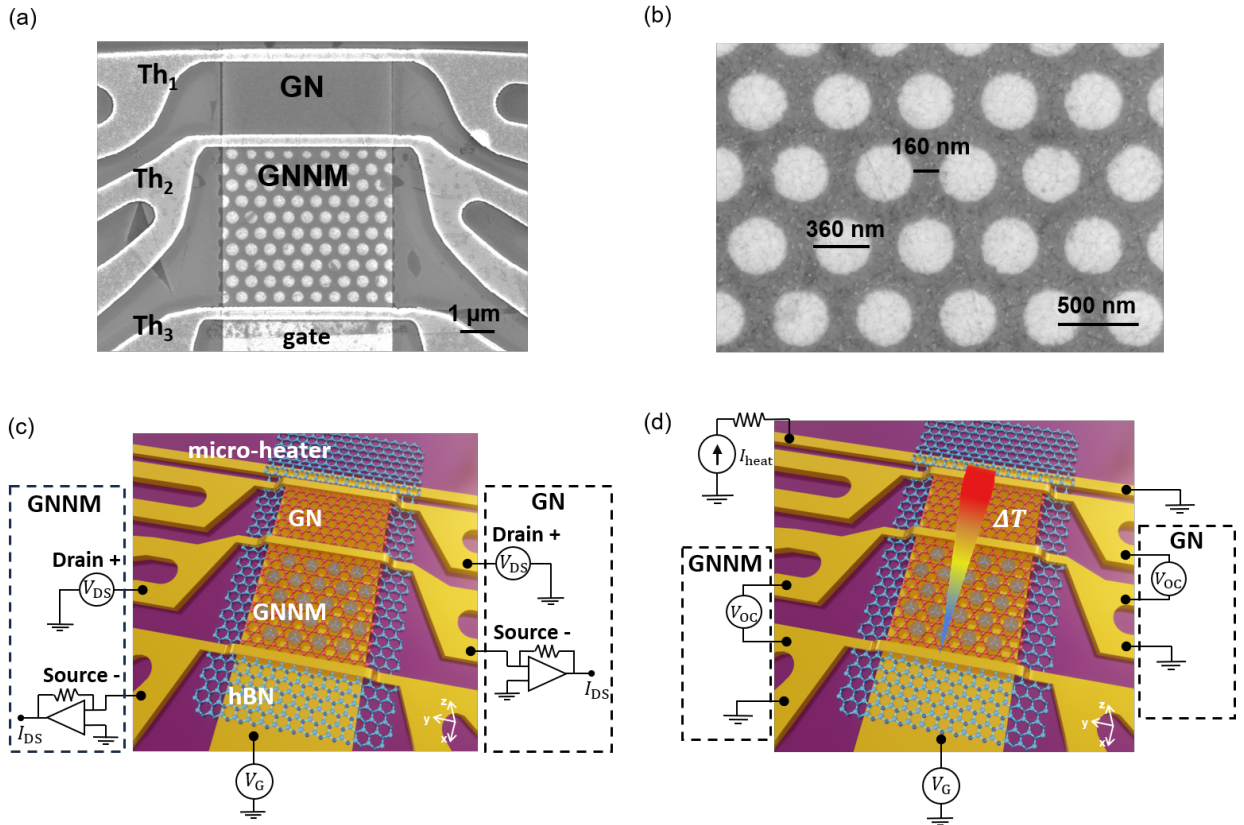 (a)
Th1
GN
Th2
GNNM
Th3
gate
1 µm
(b)
160 nm
360 nm
500 nm
(c)
micro-heater
GNNM
GN
GN
Drain +
Drain +
VDS
VDS
GNNM
Source -
Source -
IDS
IDS
hBN
z
y
x
VG
(d)
Iheat
ΔT
GN
GNNM
VOC
VOC
z
y
x
VG